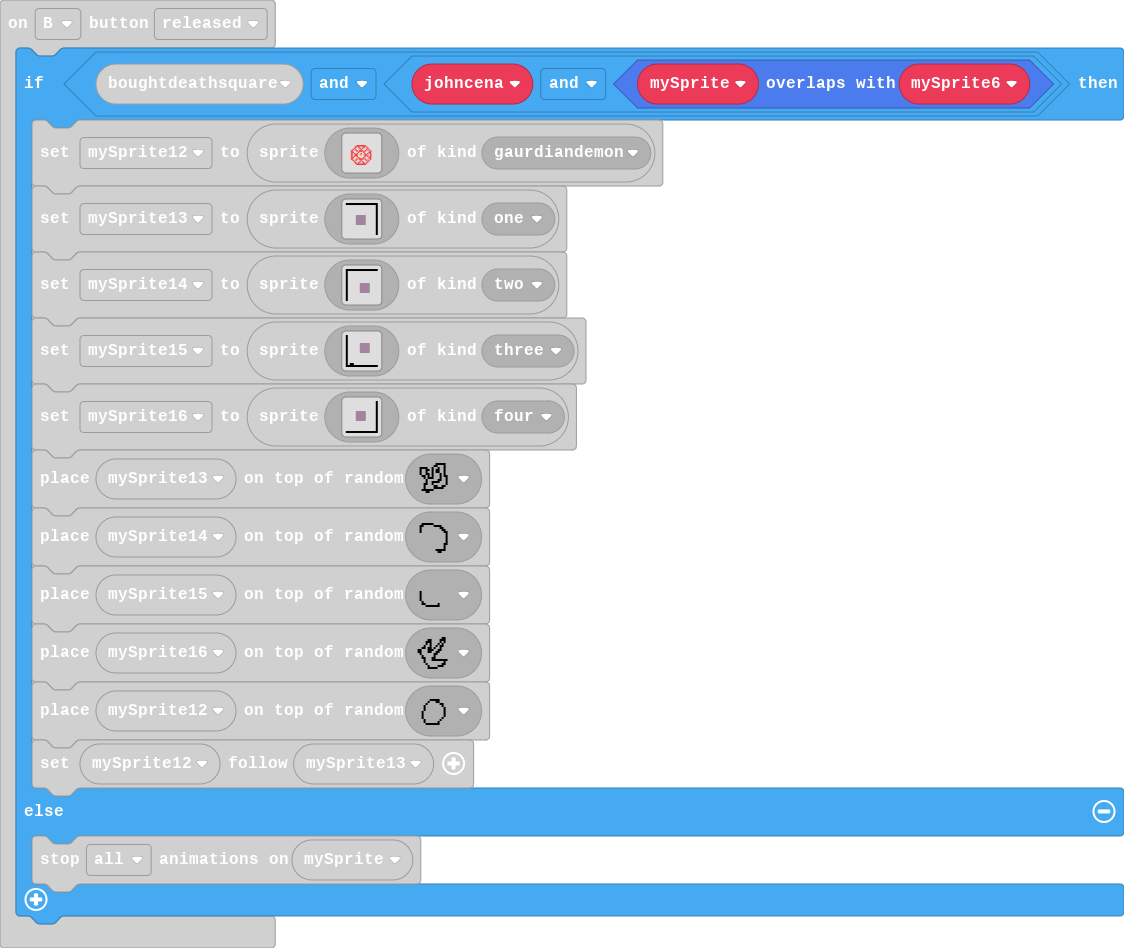 on B button released
if boughtdeathsquare and johncena and mySprite overlaps with mySprite6 then
set mySprite12 to sprite of kind gaurdiandemon
set mySprite13 to sprite of kind one
set mySprite14 to sprite of kind two
set mySprite15 to sprite of kind three
set mySprite16 to sprite of kind four
place mySprite13 on top of random
place mySprite14 on top of random
place mySprite15 on top of random
place mySprite16 on top of random
place mySprite12 on top of random
set mySprite12 follow mySprite13
else
stop all animations on mySprite